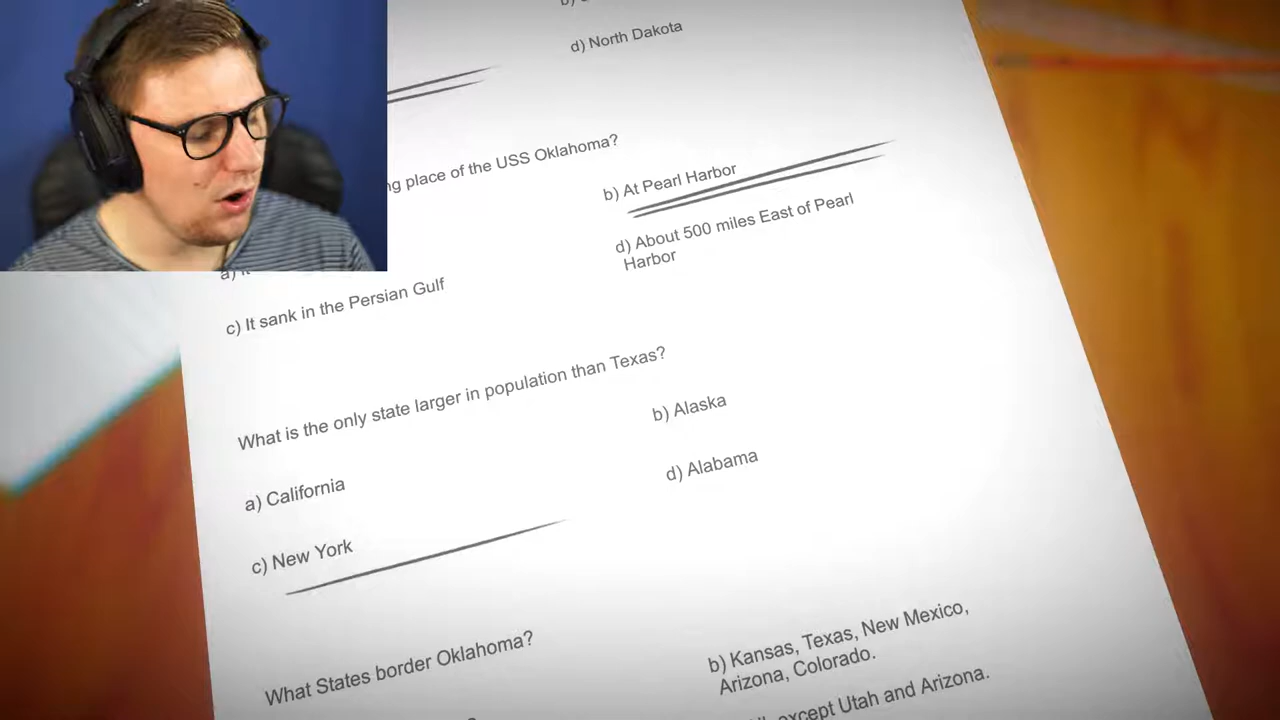 d) North Dakota
place of the USS Oklahoma?
b) At Pearl Harbor
d) About 500 miles East of Pearl
Harbor
c) It sank in the Persian Gulf
What is the only state larger in population than Texas?
a) California
b) Alaska
c) New York
d) Alabama
What States border Oklahoma?
b) Kansas, Texas, New Mexico,
Arizona, Colorado.
except Utah and Arizona.